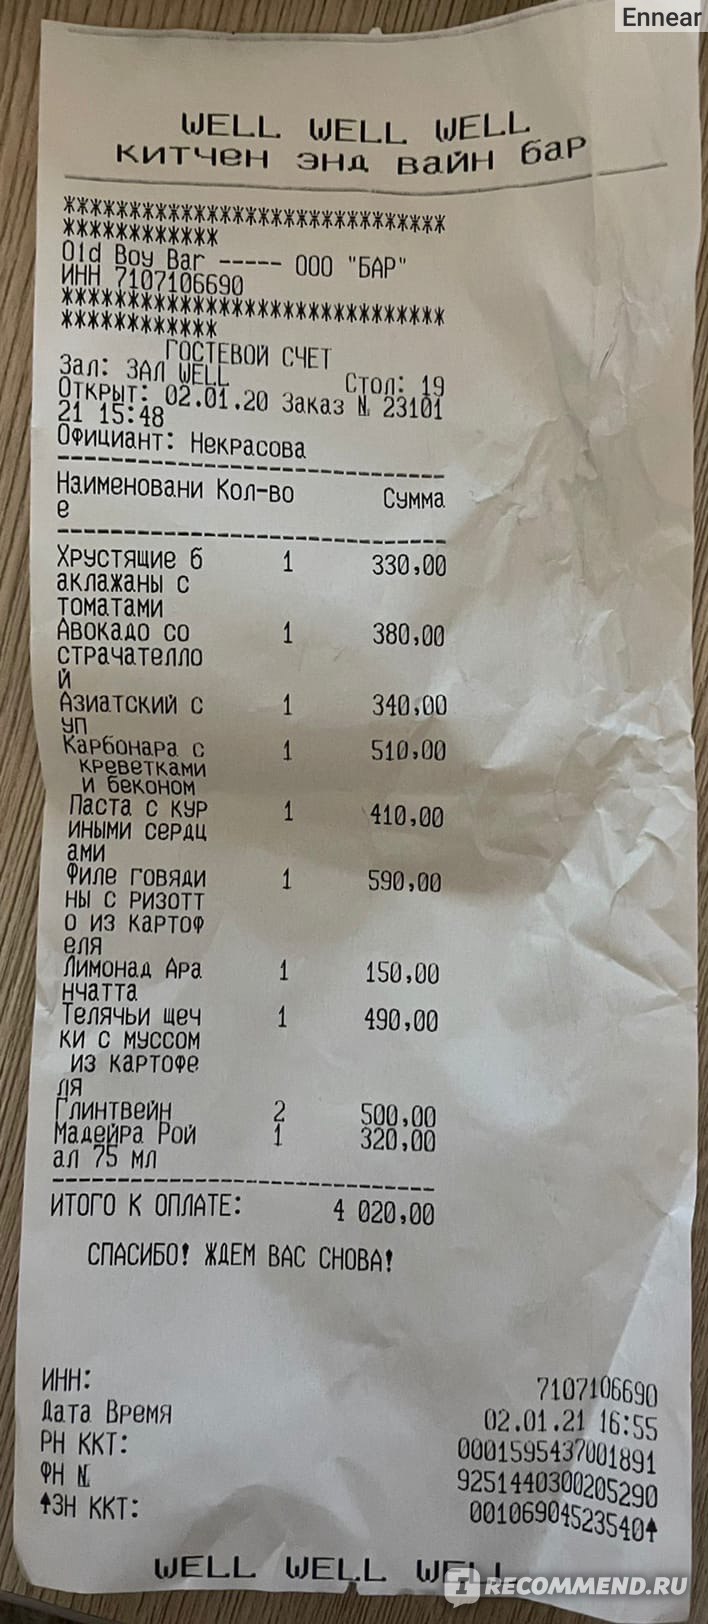 Ennear
WELL WELL WELL
китчен энд вайн бар
*****************************
************
Old Boy Bar ----- ООО "БАР"
ИНН 7107106690
*****************************
************
ГОСТЕВОЙ СЧЕТ
Зал: ЗАЛ WELL Стол: 19
Открыт: 02.01.20 Заказ № 23101
21 15:48
Официант: Некрасова
------------------------------
Наименовани Кол-во Сумма
е
------------------------------
Хрустящие б 1 330,00
аклажаны с
томатами
Авокадо со 1 380,00
страчателло
й
Азиатский с 1 340,00
уп
Карбонара с 1 510,00
креветками
и беконом
Паста с кур 1 410,00
иными сердц
ами
Филе говяди 1 590,00
ны с ризотт
о из картоф
еля
Лимонад Ара 1 150,00
нчатта
Телячьи щеч 1 490,00
ки с муссом
из картофе
ля
Глинтвейн 2 500,00
Мадейра Рой 1 320,00
ал 75 мл
------------------------------
ИТОГО К ОПЛАТЕ: 4 020,00
СПАСИБО! ЖДЕМ ВАС СНОВА!
ИНН: 7107106690
Дата Время 02.01.21 16:55
РН ККТ: 0001595437001891
ФН № 9251440300205290
↑ЗН ККТ: 00106904523540↑
WELL WELL WELL
RECOMMEND.RU